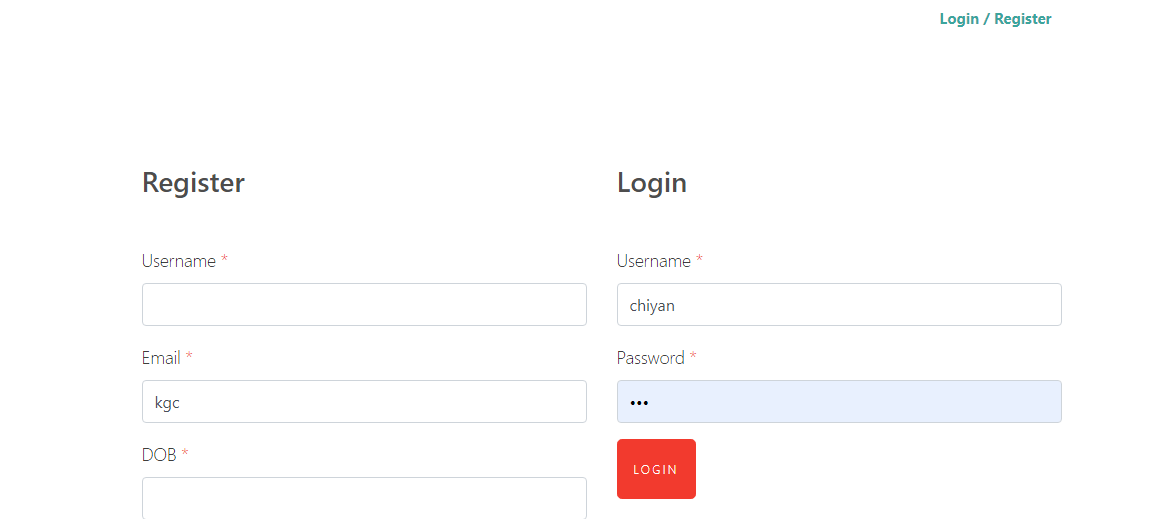 Login / Register
Register
Username *
Email *
kgc
DOB *
Login
Username *
chiyan
Password *
•••
LOGIN